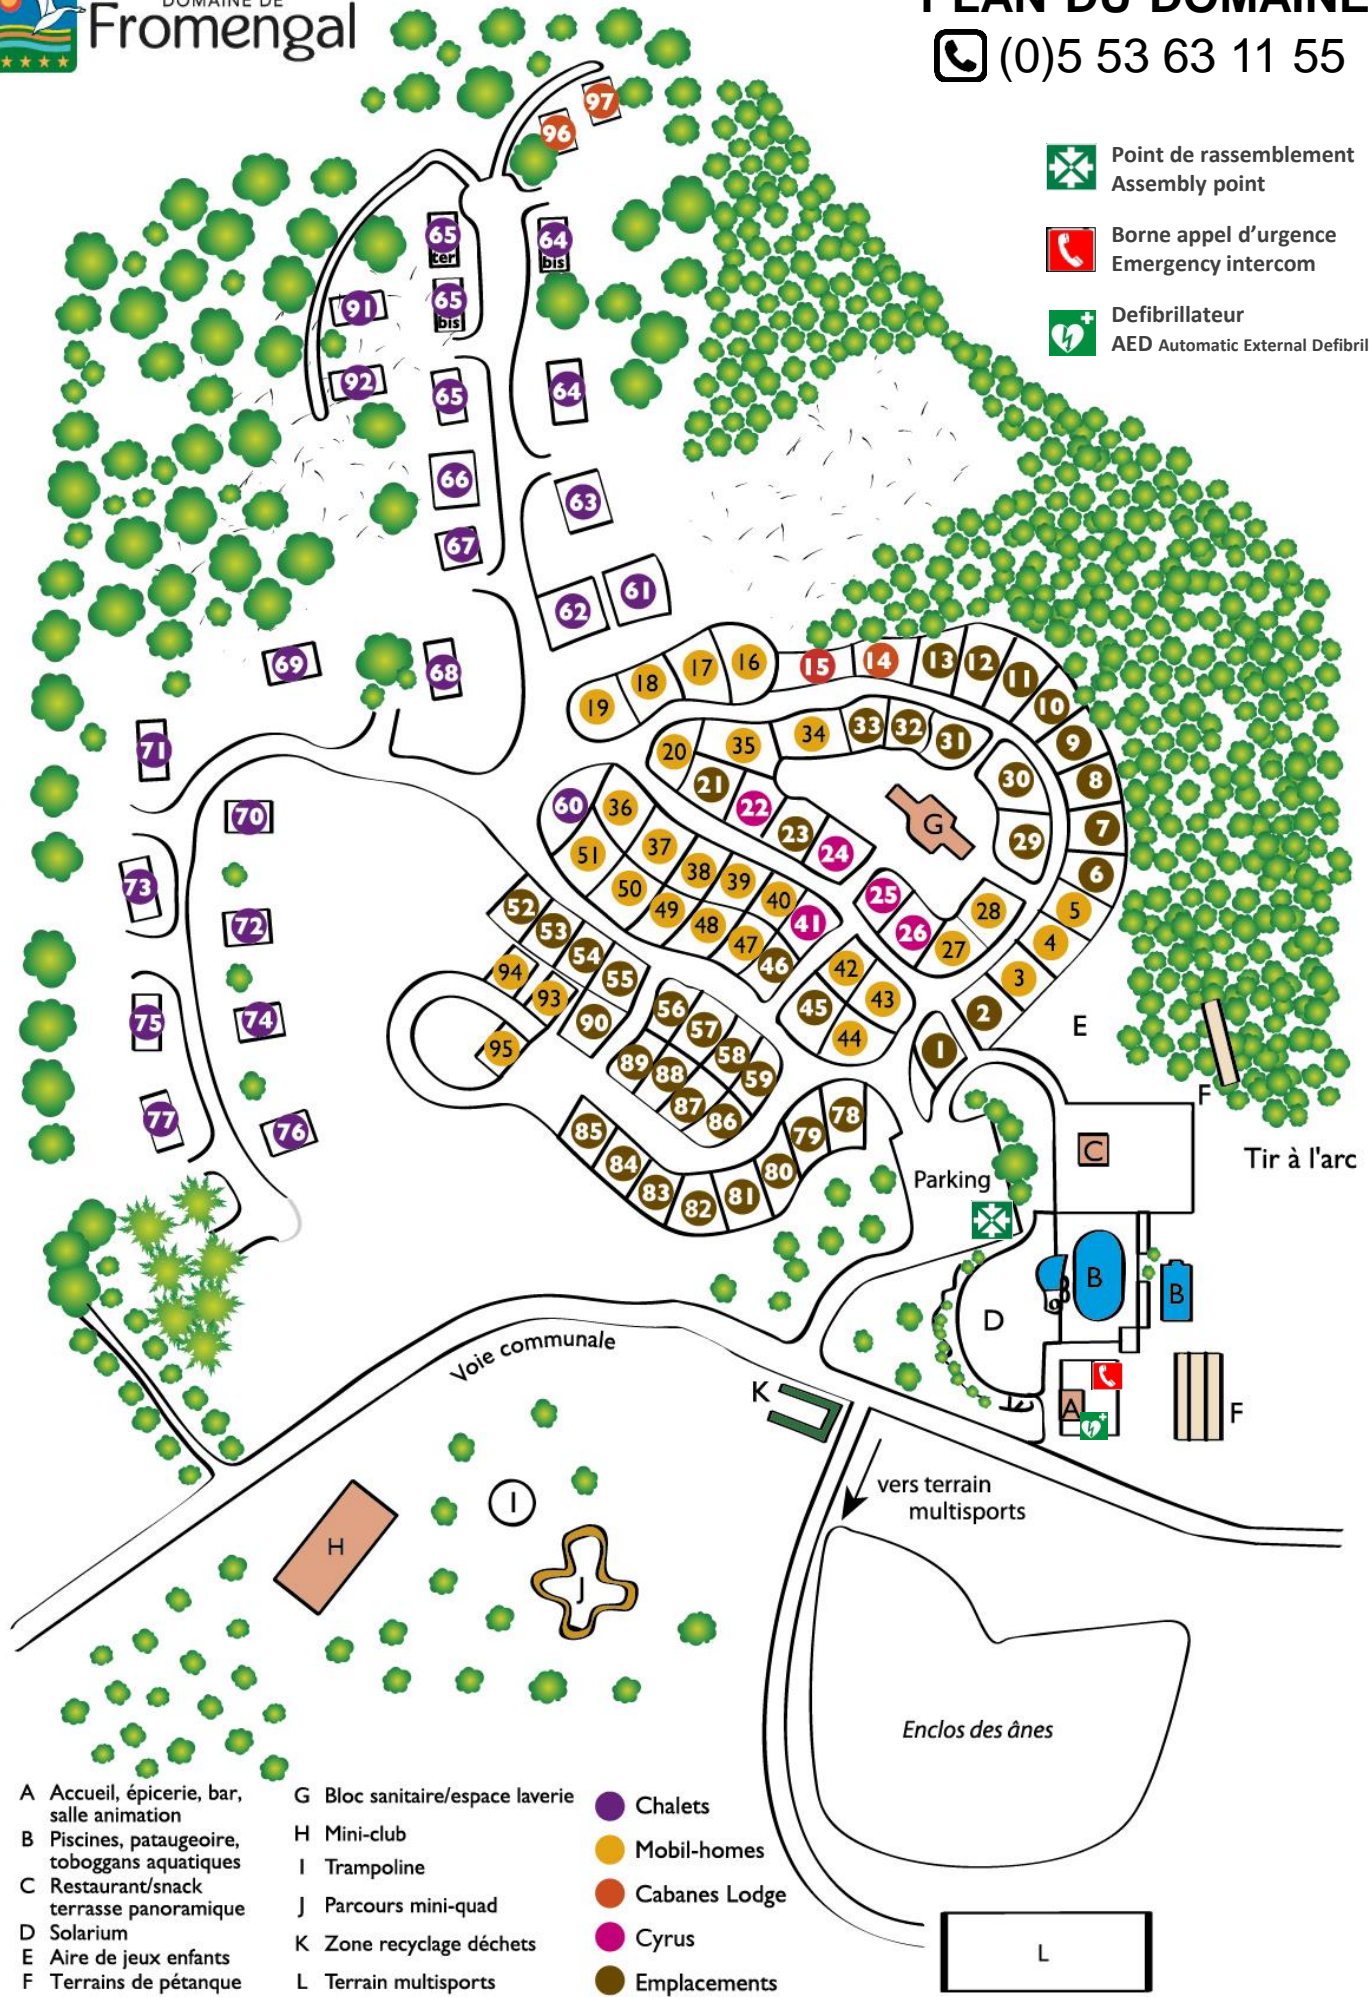 DOMAINE DE
Fromengal
PLAN DU DOMAINE
(0)5 53 63 11 55
Point de rassemblement
Assembly point
Borne appel d'urgence
Emergency intercom
Defibrillateur
AED Automatic External Defibril
97
96
65
ter
64
bis
91
65
bis
92
65
64
66
63
67
61
62
69
68
71
70
73
72
75
74
77
76
19
18
17
16
15
14
13
12
11
10
9
8
7
6
5
4
3
2
1
20
35
34
33
32
31
30
29
21
22
23
24
G
25
26
27
28
60
36
51
37
50
38
49
39
48
40
47
41
46
42
43
45
44
52
53
54
55
94
93
90
95
56
57
58
59
89
88
87
86
85
84
83
82
81
80
79
78
E
F
Tir à l'arc
C
Parking
B
B
D
A
F
Voie communale
K
vers terrain
multisports
I
H
J
Enclos des ânes
L
A Accueil, épicerie, bar,
salle animation
B Piscines, pataugeoire,
toboggans aquatiques
C Restaurant/snack
terrasse panoramique
D Solarium
E Aire de jeux enfants
F Terrains de pétanque
G Bloc sanitaire/espace laverie
H Mini-club
I Trampoline
J Parcours mini-quad
K Zone recyclage déchets
L Terrain multisports
Chalets
Mobil-homes
Cabanes Lodge
Cyrus
Emplacements